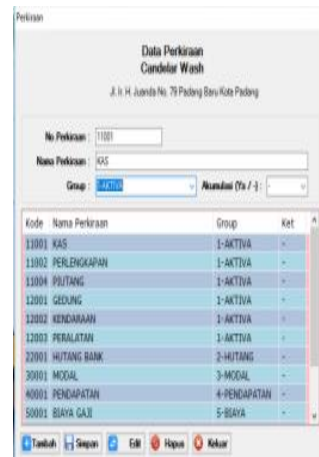 Perkiraan
Data Perkiraan
Candelar Wash
Jl. Ir. H. Juanda No. 79 Padang Baru Kota Padang
No.Perkiraan : 11001
Nama Perkiraan : KAS
Group : 1-AKTIVA Akumulasi (Ya / -) : -
Kode Nama Perkiraan Group Ket
11001 KAS 1-AKTIVA -
11002 PERLENGKAPAN 1-AKTIVA -
11004 PIUTANG 1-AKTIVA -
12001 GEDUNG 1-AKTIVA -
12002 KENDARAAN 1-AKTIVA -
12003 PERALATAN 1-AKTIVA -
22001 HUTANG BANK 2-HUTANG -
30001 MODAL 3-MODAL -
40001 PENDAPATAN 4-PENDAPATAN -
50001 BIAYA GAJI 5-BIAYA -
Tambah Simpan Edit Hapus Keluar